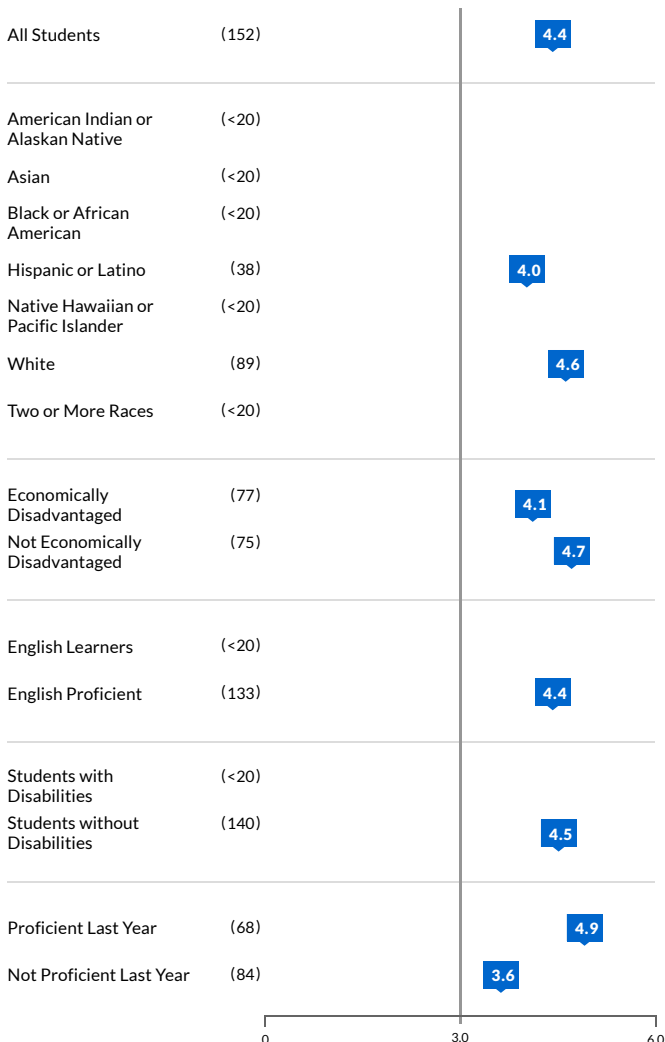 All Students (152) 4.4
American Indian or (<20)
Alaskan Native
Asian (<20)
Black or African (<20)
American
Hispanic or Latino (38) 4.0
Native Hawaiian or (<20)
Pacific Islander
White (89) 4.6
Two or More Races (<20)
Economically (77) 4.1
Disadvantaged
Not Economically (75) 4.7
Disadvantaged
English Learners (<20)
English Proficient (133) 4.4
Students with (<20)
Disabilities
Students without (140) 4.5
Disabilities
Proficient Last Year (68) 4.9
Not Proficient Last Year (84) 3.6
0 3.0 6.0